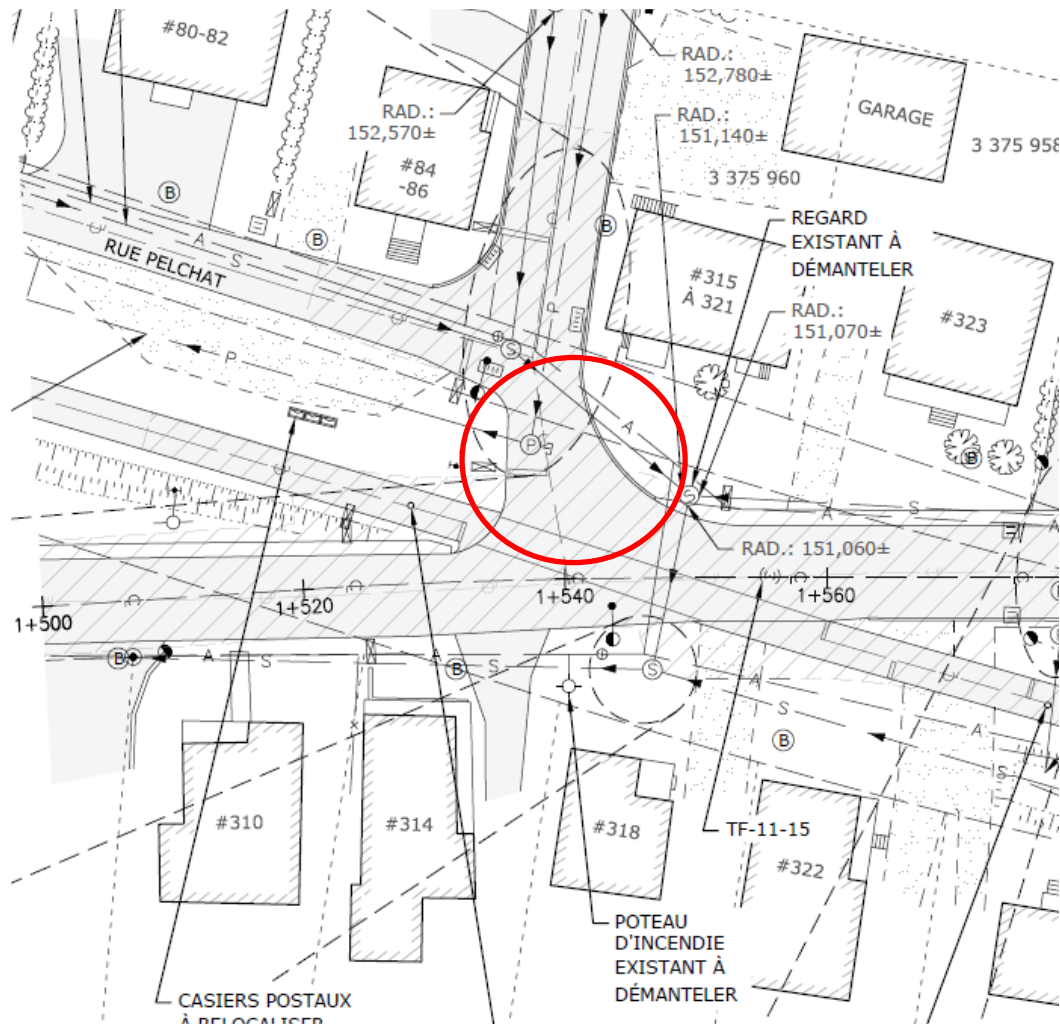 #80-82
RAD.:
152,780±
RAD.:
152,570±
RAD.:
151,140±
GARAGE
3 375 958
#84
-86
3 375 960
B
B
B
REGARD
EXISTANT À
DÉMANTELER
RUE PELCHAT
A
S
#315
À 321
#323
RAD.:
151,070±
P
P
S
A
P
B
S
A
S
A
RAD.: 151,060±
1+500
1+520
1+540
1+560
B
A
S
A
B
S
S
A
S
B
A
S
#310
#314
#318
TF-11-15
#322
POTEAU
D'INCENDIE
EXISTANT À
DÉMANTELER
CASIERS POSTAUX
À RELOCALISER